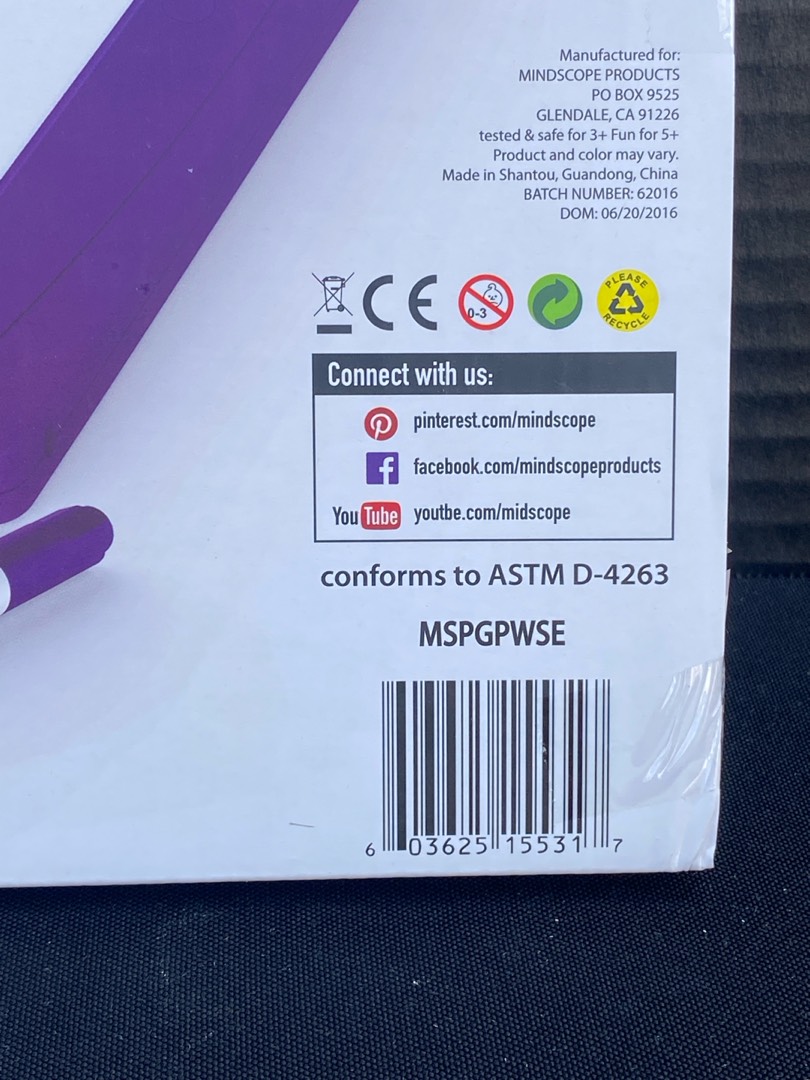 Manufactured for:
MINDSCOPE PRODUCTS
PO BOX 9525
GLENDALE, CA 91226
tested & safe for 3+ Fun for 5+
Product and color may vary.
Made in Shantou, Guandong, China
BATCH NUMBER: 62016
DOM: 06/20/2016
CE
0-3
PLEASE
RECYCLE
Connect with us:
pinterest.com/mindscope
facebook.com/mindscopeproducts
You Tube youtbe.com/midscope
conforms to ASTM D-4263
MSPGPWSE
6 03625 15531 7